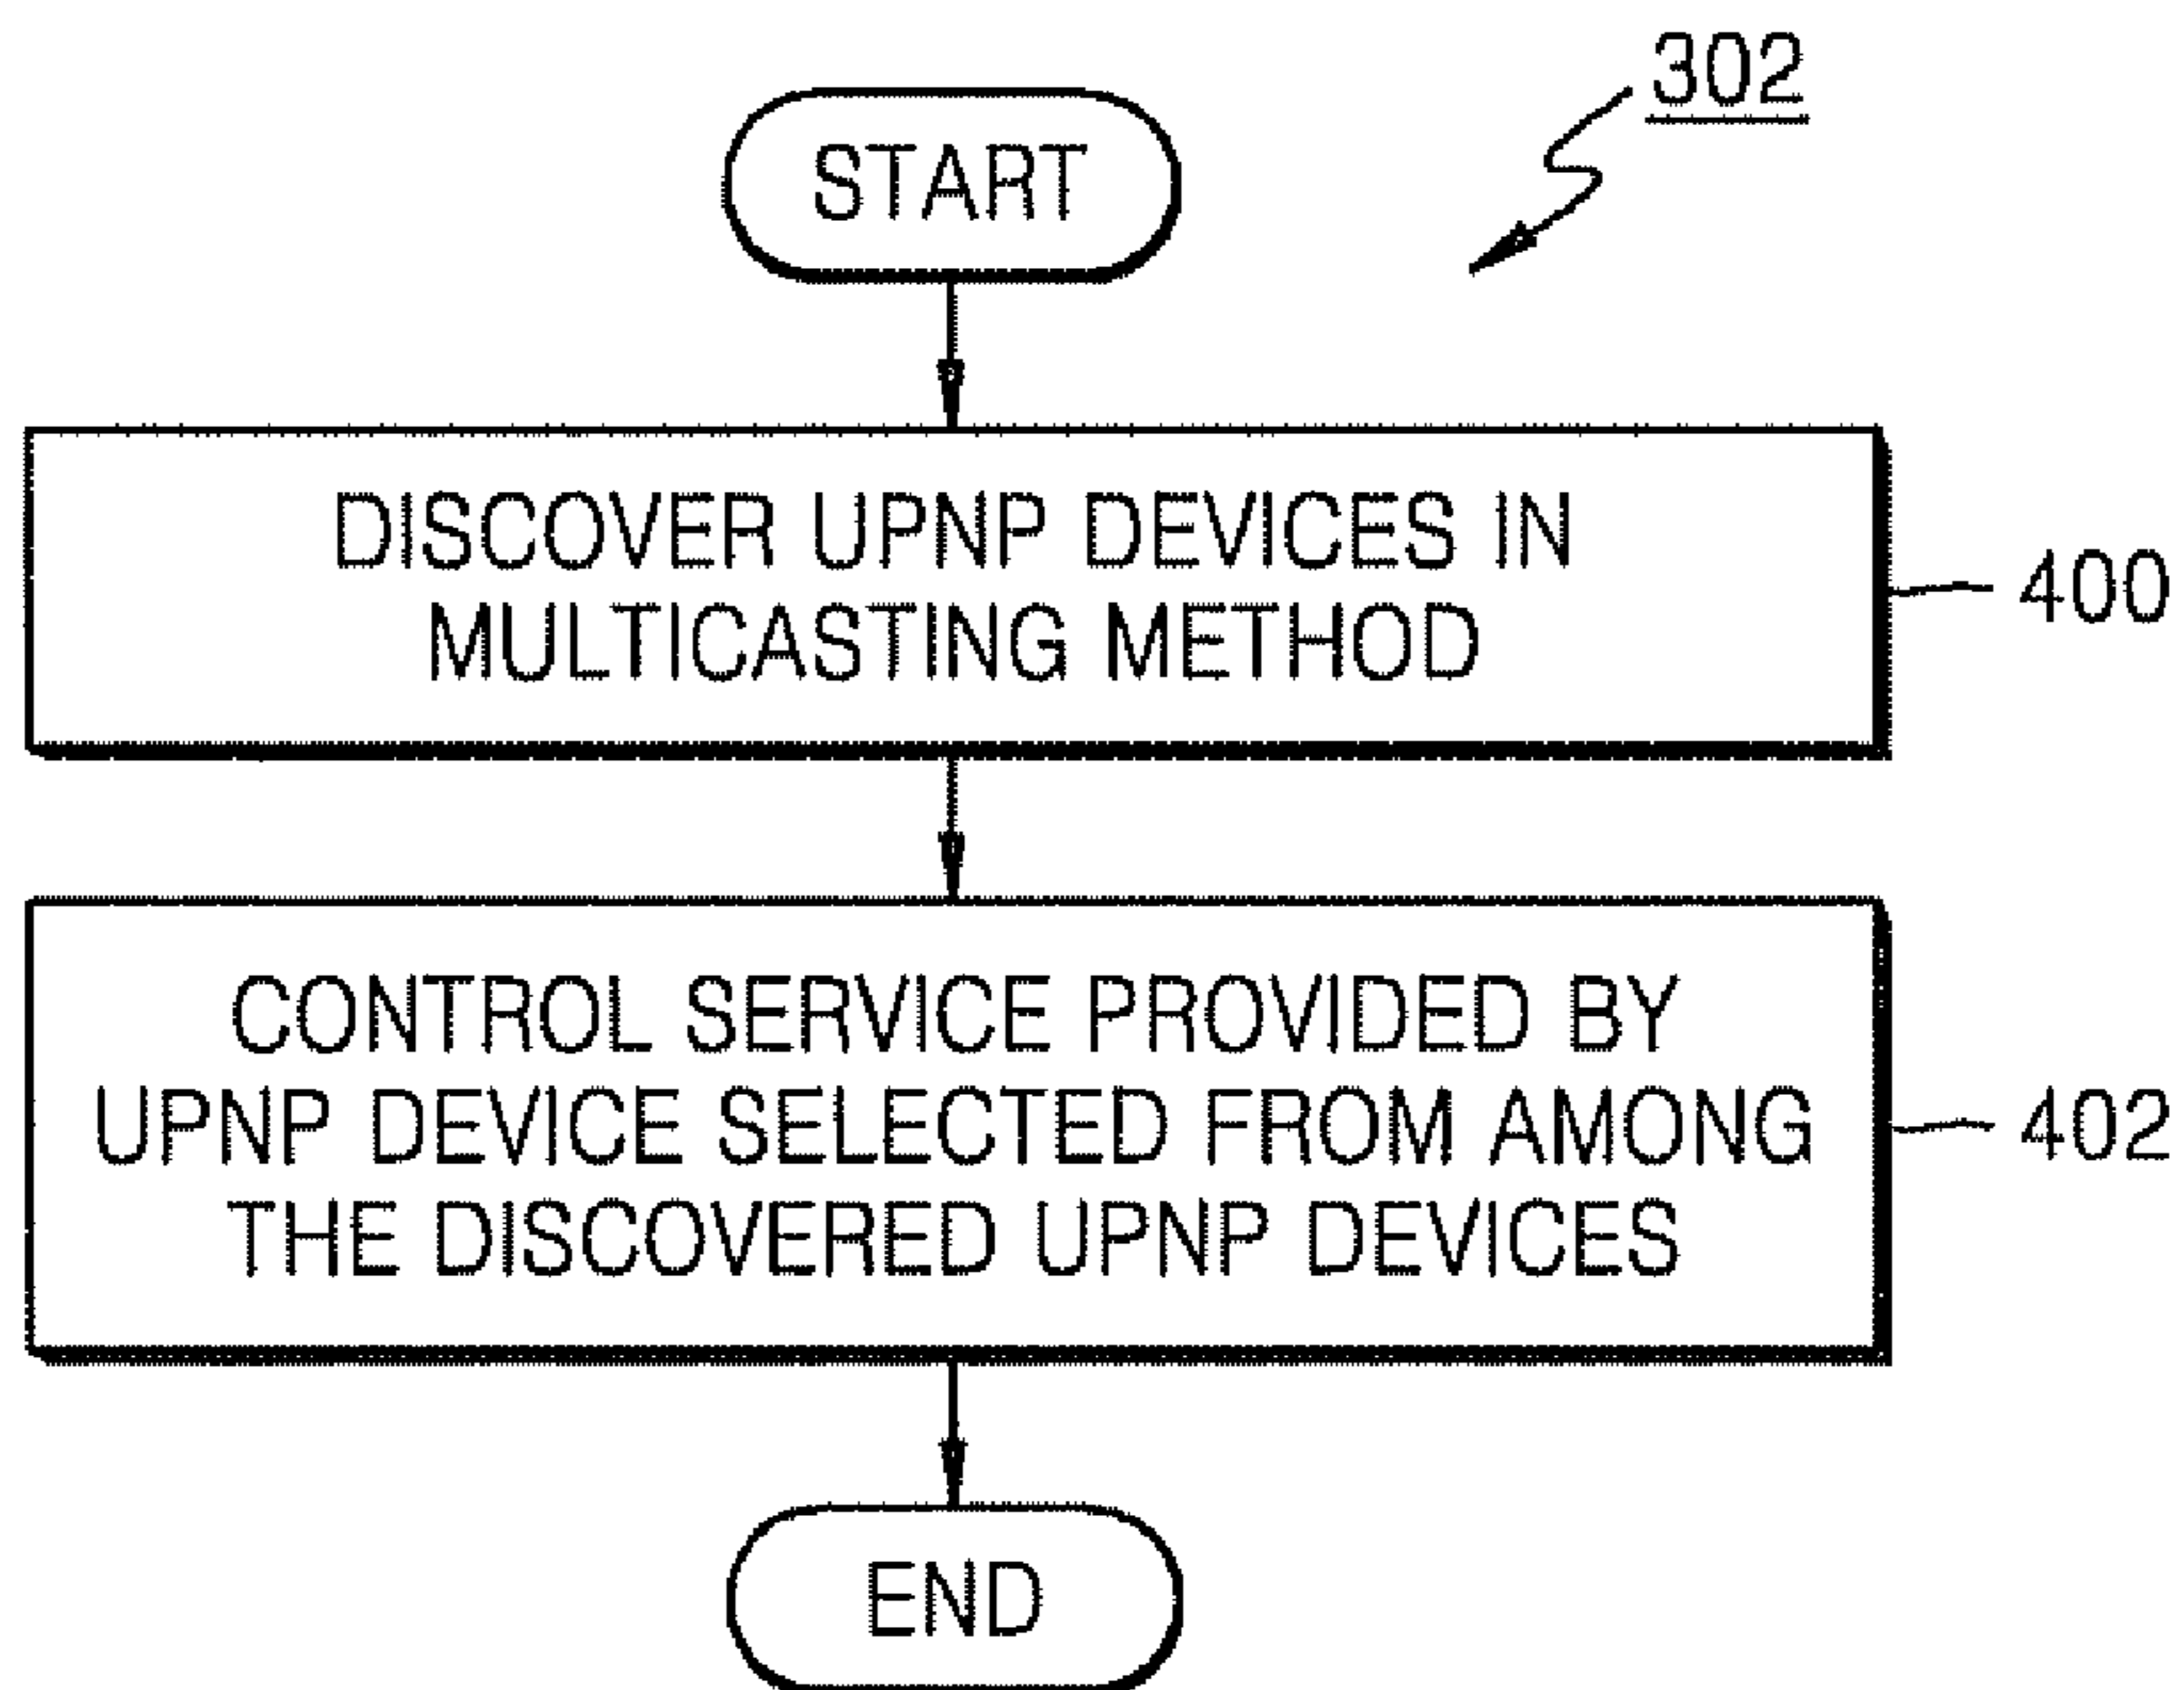 302
START
DISCOVER UPNP DEVICES IN
MULTICASTING METHOD
400
CONTROL SERVICE PROVIDED BY
UPNP DEVICE SELECTED FROM AMONG
THE DISCOVERED UPNP DEVICES
402
END